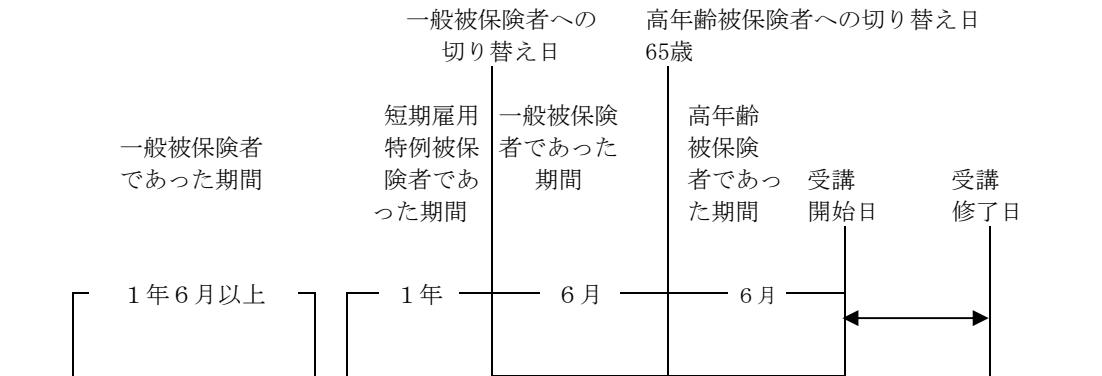 一般被保険者への
切り替え日
高年齢被保険者への切り替え日
65歳
一般被保険者
であった期間
短期雇用
特例被保
険者であ
った期間
一般被保険
者であった
期間
高年齢
被保険
者であっ
た期間
受講
開始日
受講
修了日
１年６月以上
１年
６月
６月